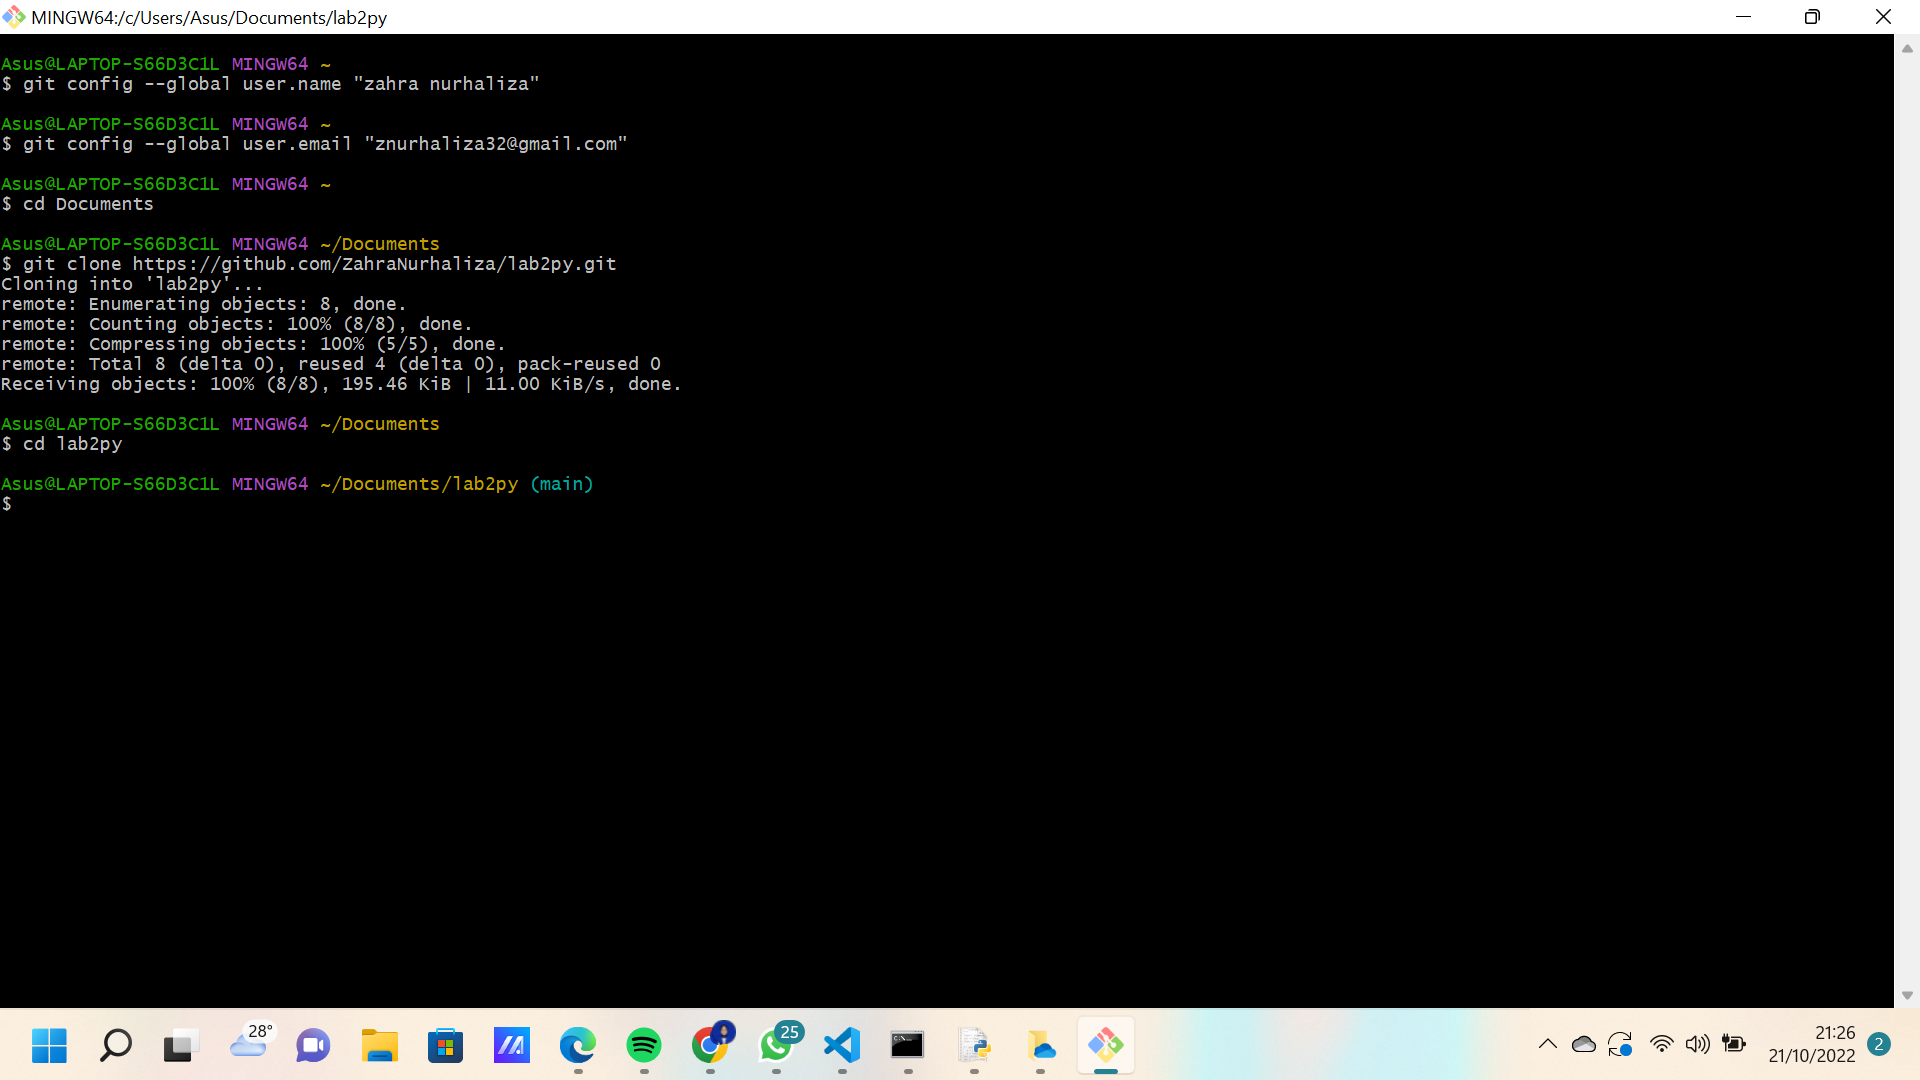 MINGW64:/c/Users/Asus/Documents/lab2py
Asus@LAPTOP-S66D3C1L MINGW64 ~
$ git config --global user.name "zahra nurhaliza"
Asus@LAPTOP-S66D3C1L MINGW64 ~
$ git config --global user.email "znurhaliza32@gmail.com"
Asus@LAPTOP-S66D3C1L MINGW64 ~
$ cd Documents
Asus@LAPTOP-S66D3C1L MINGW64 ~/Documents
$ git clone https://github.com/ZahraNurhaliza/lab2py.git
Cloning into 'lab2py'...
remote: Enumerating objects: 8, done.
remote: Counting objects: 100% (8/8), done.
remote: Compressing objects: 100% (5/5), done.
remote: Total 8 (delta 0), reused 4 (delta 0), pack-reused 0
Receiving objects: 100% (8/8), 195.46 KiB | 11.00 KiB/s, done.
Asus@LAPTOP-S66D3C1L MINGW64 ~/Documents
$ cd lab2py
Asus@LAPTOP-S66D3C1L MINGW64 ~/Documents/lab2py (main)
$
28°
25
21:26
21/10/2022
2